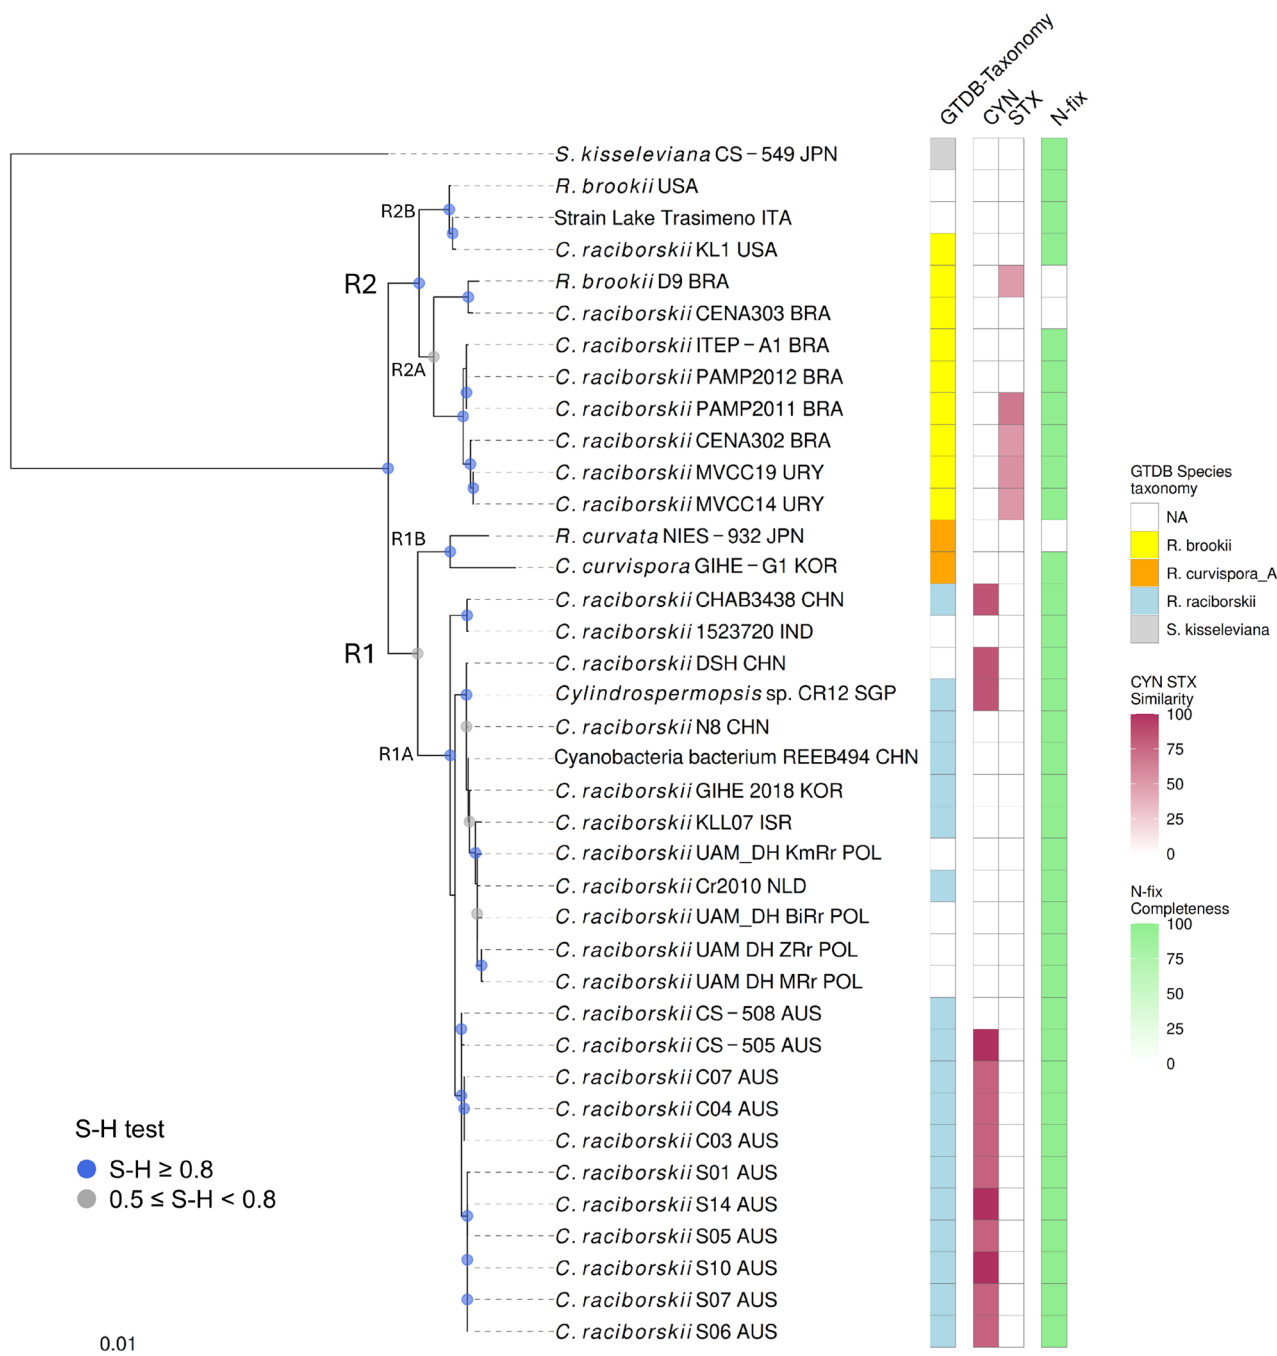 GTDB-Taxonomy
CYN
STX
N-fix
S. kisseleviana CS−549 JPN
R. brookii USA
R2B
Strain Lake Trasimeno ITA
C. raciborskii KL1 USA
R2
R. brookii D9 BRA
C. raciborskii CENA303 BRA
C. raciborskii ITEP−A1 BRA
R2A
C. raciborskii PAMP2012 BRA
C. raciborskii PAMP2011 BRA
C. raciborskii CENA302 BRA
C. raciborskii MVCC19 URY
C. raciborskii MVCC14 URY
R1B
R. curvata NIES−932 JPN
C. curvispora GIHE−G1 KOR
C. raciborskii CHAB3438 CHN
C. raciborskii 1523720 IND
R1
C. raciborskii DSH CHN
Cylindrospermopsis sp. CR12 SGP
C. raciborskii N8 CHN
R1A
Cyanobacteria bacterium REEB494 CHN
C. raciborskii GIHE 2018 KOR
C. raciborskii KLL07 ISR
C. raciborskii UAM_DH KmRr POL
C. raciborskii Cr2010 NLD
C. raciborskii UAM_DH BiRr POL
C. raciborskii UAM DH ZRr POL
C. raciborskii UAM DH MRr POL
C. raciborskii CS−508 AUS
C. raciborskii CS−505 AUS
C. raciborskii C07 AUS
C. raciborskii C04 AUS
C. raciborskii C03 AUS
C. raciborskii S01 AUS
C. raciborskii S14 AUS
C. raciborskii S05 AUS
C. raciborskii S10 AUS
C. raciborskii S07 AUS
C. raciborskii S06 AUS
GTDB Species
taxonomy
NA
R. brookii
R. curvispora_A
R. raciborskii
S. kisseleviana
CYN STX
Similarity
100
75
50
25
0
N-fix
Completeness
100
75
50
25
0
S-H test
S-H ≥ 0.8
0.5 ≤ S-H < 0.8
0.01